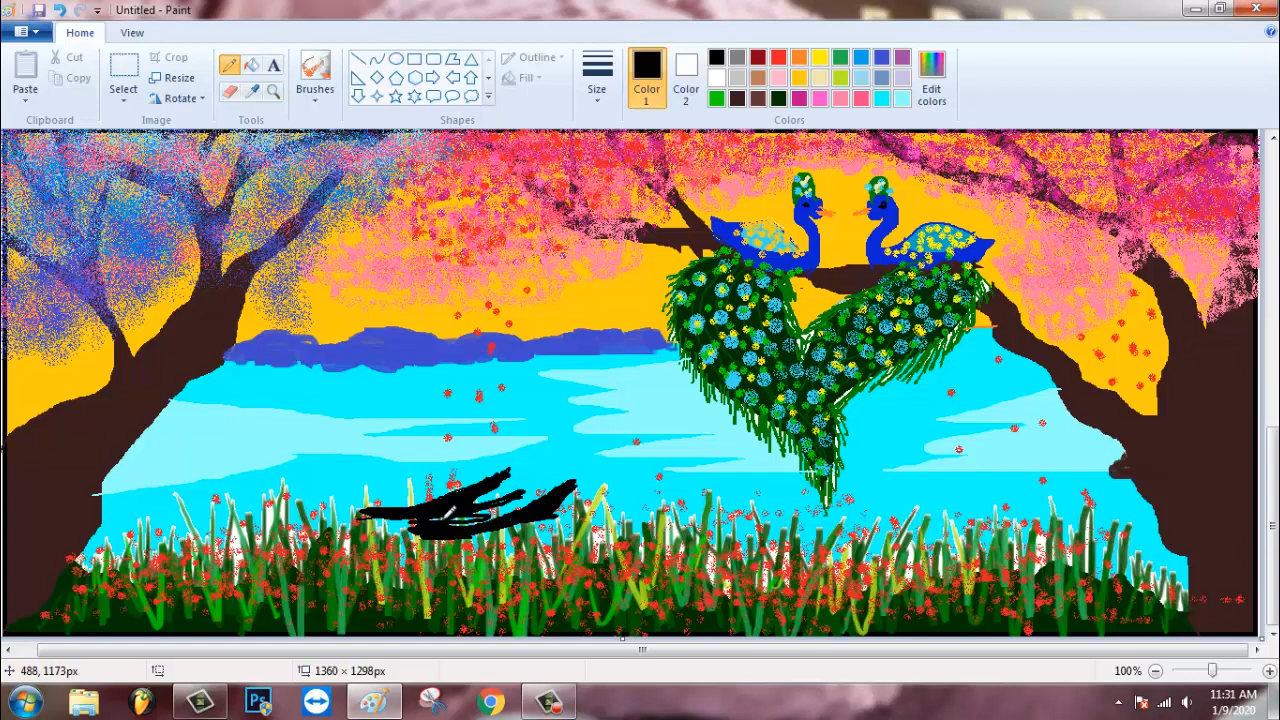 Untitled - Paint
Home
View
Paste
Cut
Copy
Clipboard
Select
Crop
Resize
Rotate
Image
A
Tools
Brushes
Outline
Fill
Shapes
Size
Color 1
Color 2
Edit colors
Colors
488, 1173px
1360 × 1298px
100%
Ps
11:31 AM
1/9/2020